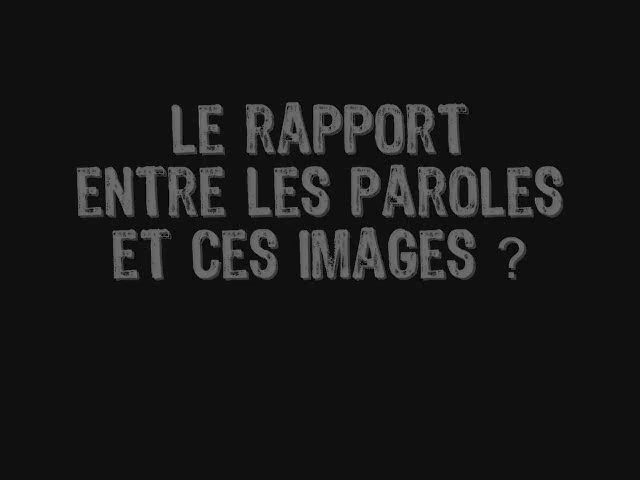 LE RAPPORT
ENTRE LES PAROLES
ET CES IMAGES ?